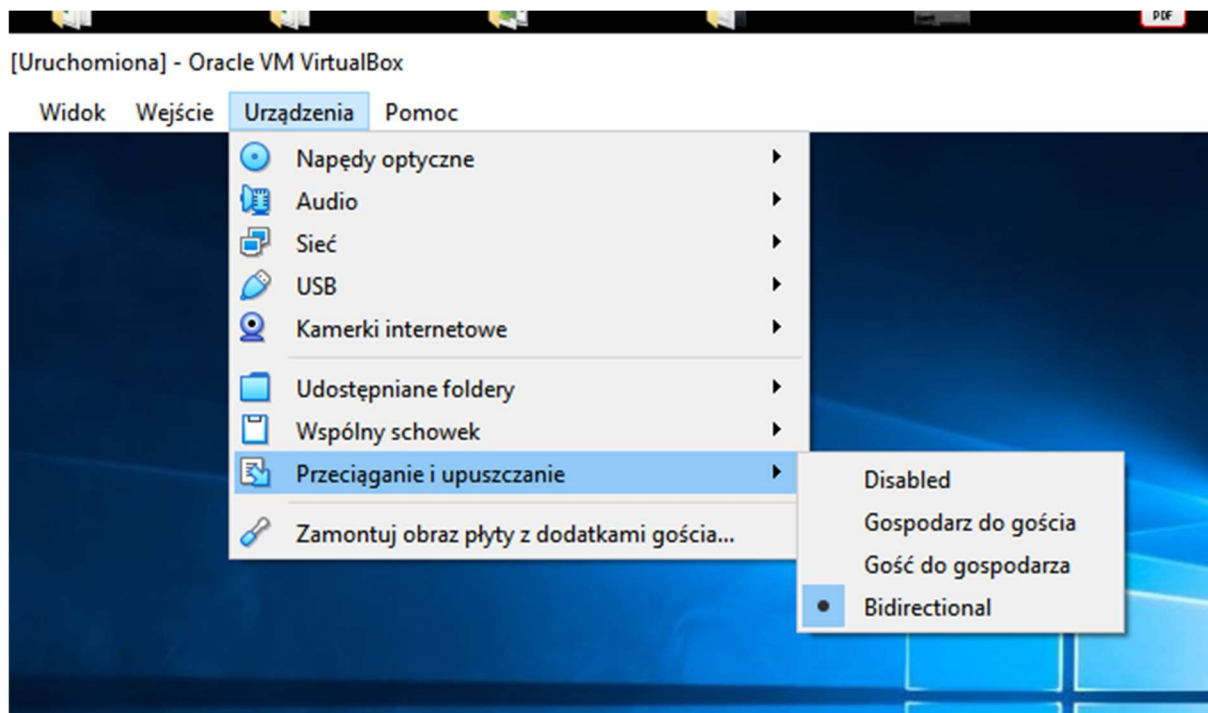 PDF
[Uruchomiona] - Oracle VM VirtualBox
Widok Wejście Urządzenia Pomoc
Napędy optyczne
Audio
Sieć
USB
Kamerki internetowe
Udostępniane foldery
Wspólny schowek
Przeciąganie i upuszczanie
Zamontuj obraz płyty z dodatkami gościa...
Disabled
Gospodarz do gościa
Gość do gospodarza
Bidirectional